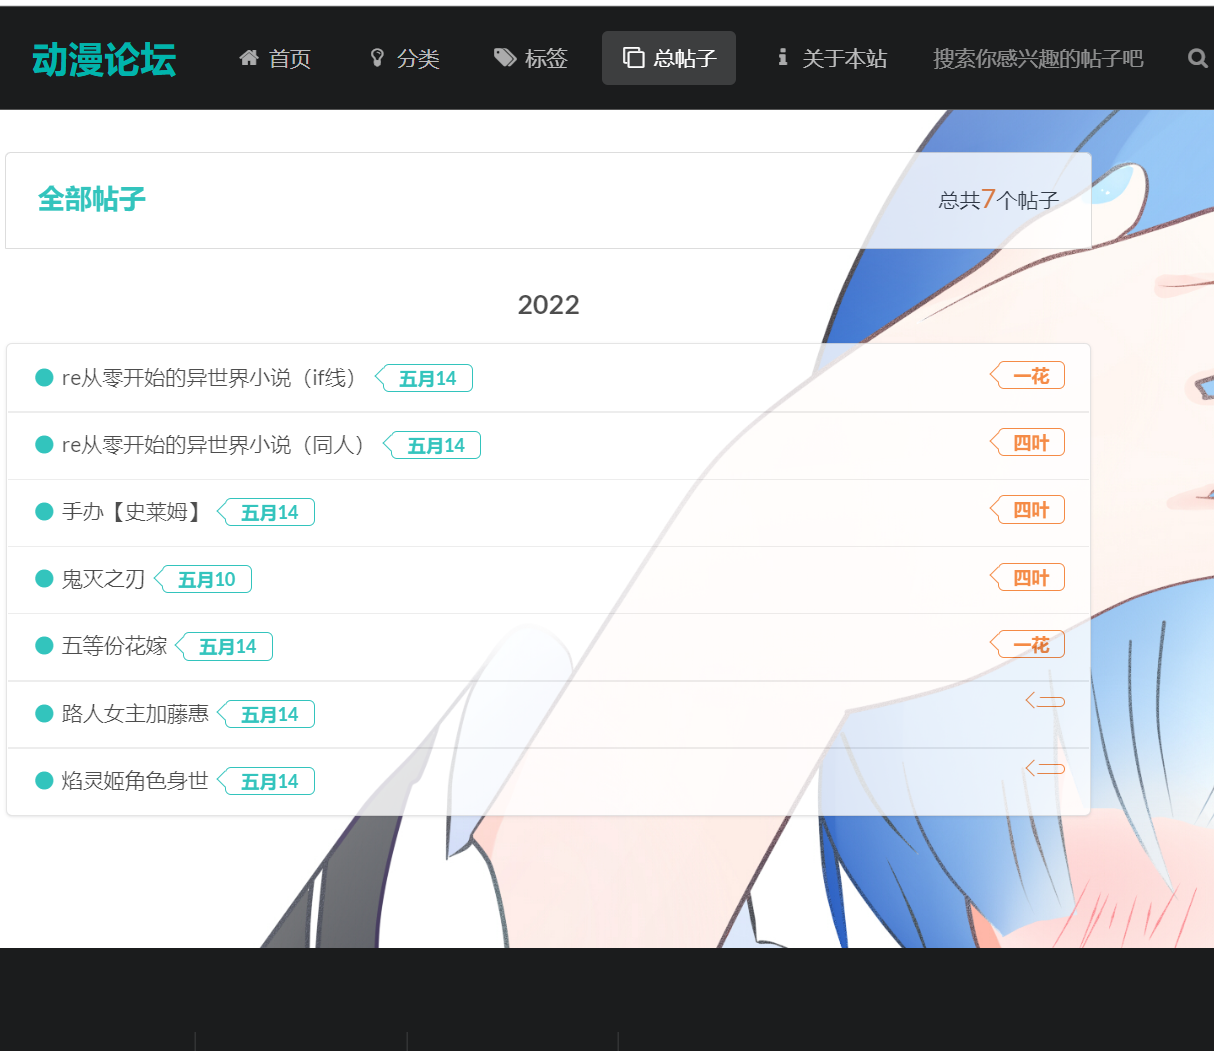 动漫论坛 首页 分类 标签 总帖子 关于本站 搜索你感兴趣的帖子吧
全部帖子 总共7个帖子
2022
re从零开始的异世界小说（if线） 五月14 一花
re从零开始的异世界小说（同人） 五月14 四叶
手办【史莱姆】 五月14 四叶
鬼灭之刃 五月10 四叶
五等份花嫁 五月14 一花
路人女主加藤惠 五月14
焰灵姬角色身世 五月14